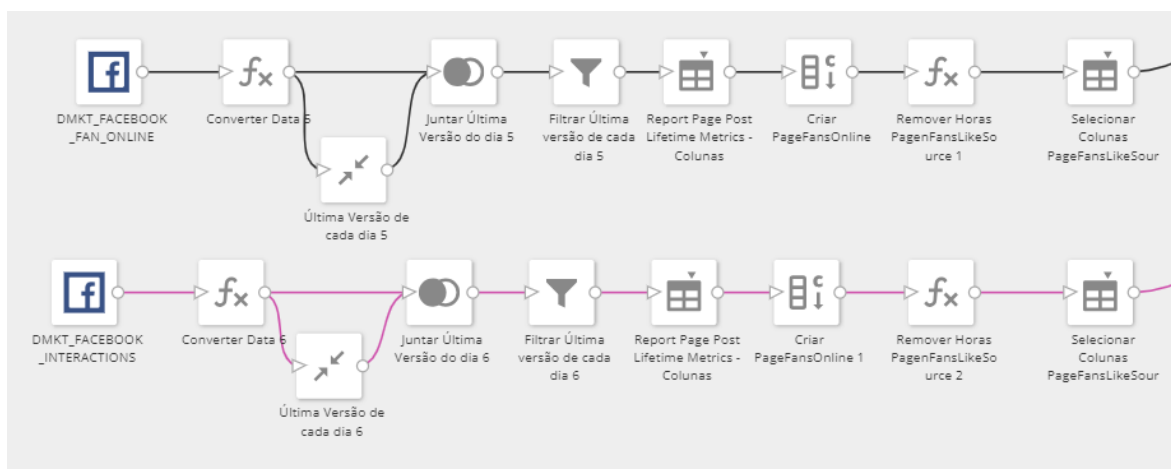 DMKT_FACEBOOK
_FAN_ONLINE
Converter Data 5
Juntar Última
Versão do dia 5
Filtrar Última
versão de cada
dia 5
Report Page Post
Lifetime Metrics -
Colunas
Criar
PageFansOnline
Remover Horas
PagenFansLikeSo
urce 1
Selecionar
Colunas
PageFansLikeSour
Última Versão de
cada dia 5
DMKT_FACEBOOK
_INTERACTIONS
Converter Data 6
Juntar Última
Versão do dia 6
Filtrar Última
versão de cada
dia 6
Report Page Post
Lifetime Metrics -
Colunas
Criar
PageFansOnline 1
Remover Horas
PagenFansLikeSo
urce 2
Selecionar
Colunas
PageFansLikeSour
Última Versão de
cada dia 6